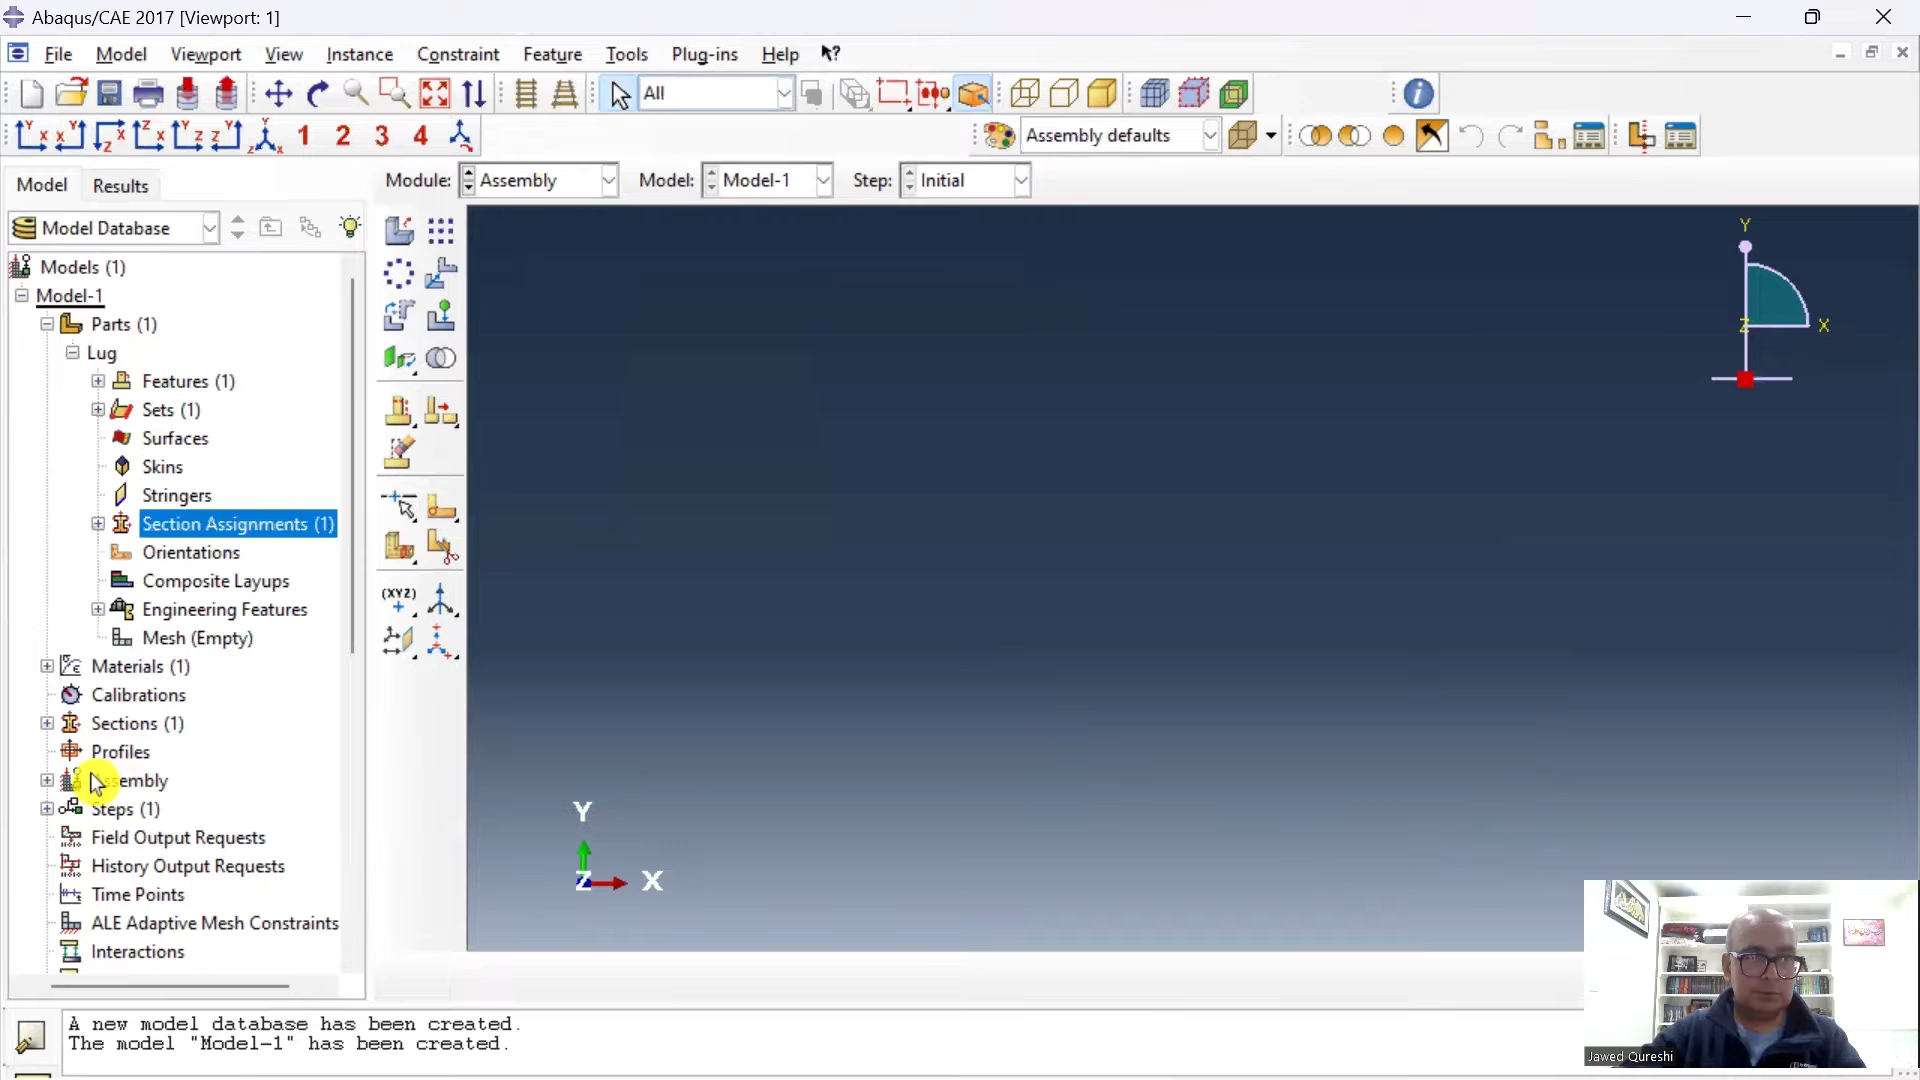 Abaqus/CAE 2017 [Viewport: 1]
File Model Viewport View Instance Constraint Feature Tools Plug-ins Help
All
1 2 3 4
Assembly defaults
Model Results
Module: Assembly Model: Model-1 Step: Initial
Model Database
Models (1)
Model-1
Parts (1)
Lug
Features (1)
Sets (1)
Surfaces
Skins
Stringers
Section Assignments (1)
Orientations
Composite Layups
Engineering Features
Mesh (Empty)
Materials (1)
Calibrations
Sections (1)
Profiles
Assembly
Steps (1)
Field Output Requests
History Output Requests
Time Points
ALE Adaptive Mesh Constraints
Interactions
(XYZ)
Y
Z X
Y
Z X
A new model database has been created.
The model "Model-1" has been created.
Jawed Qureshi